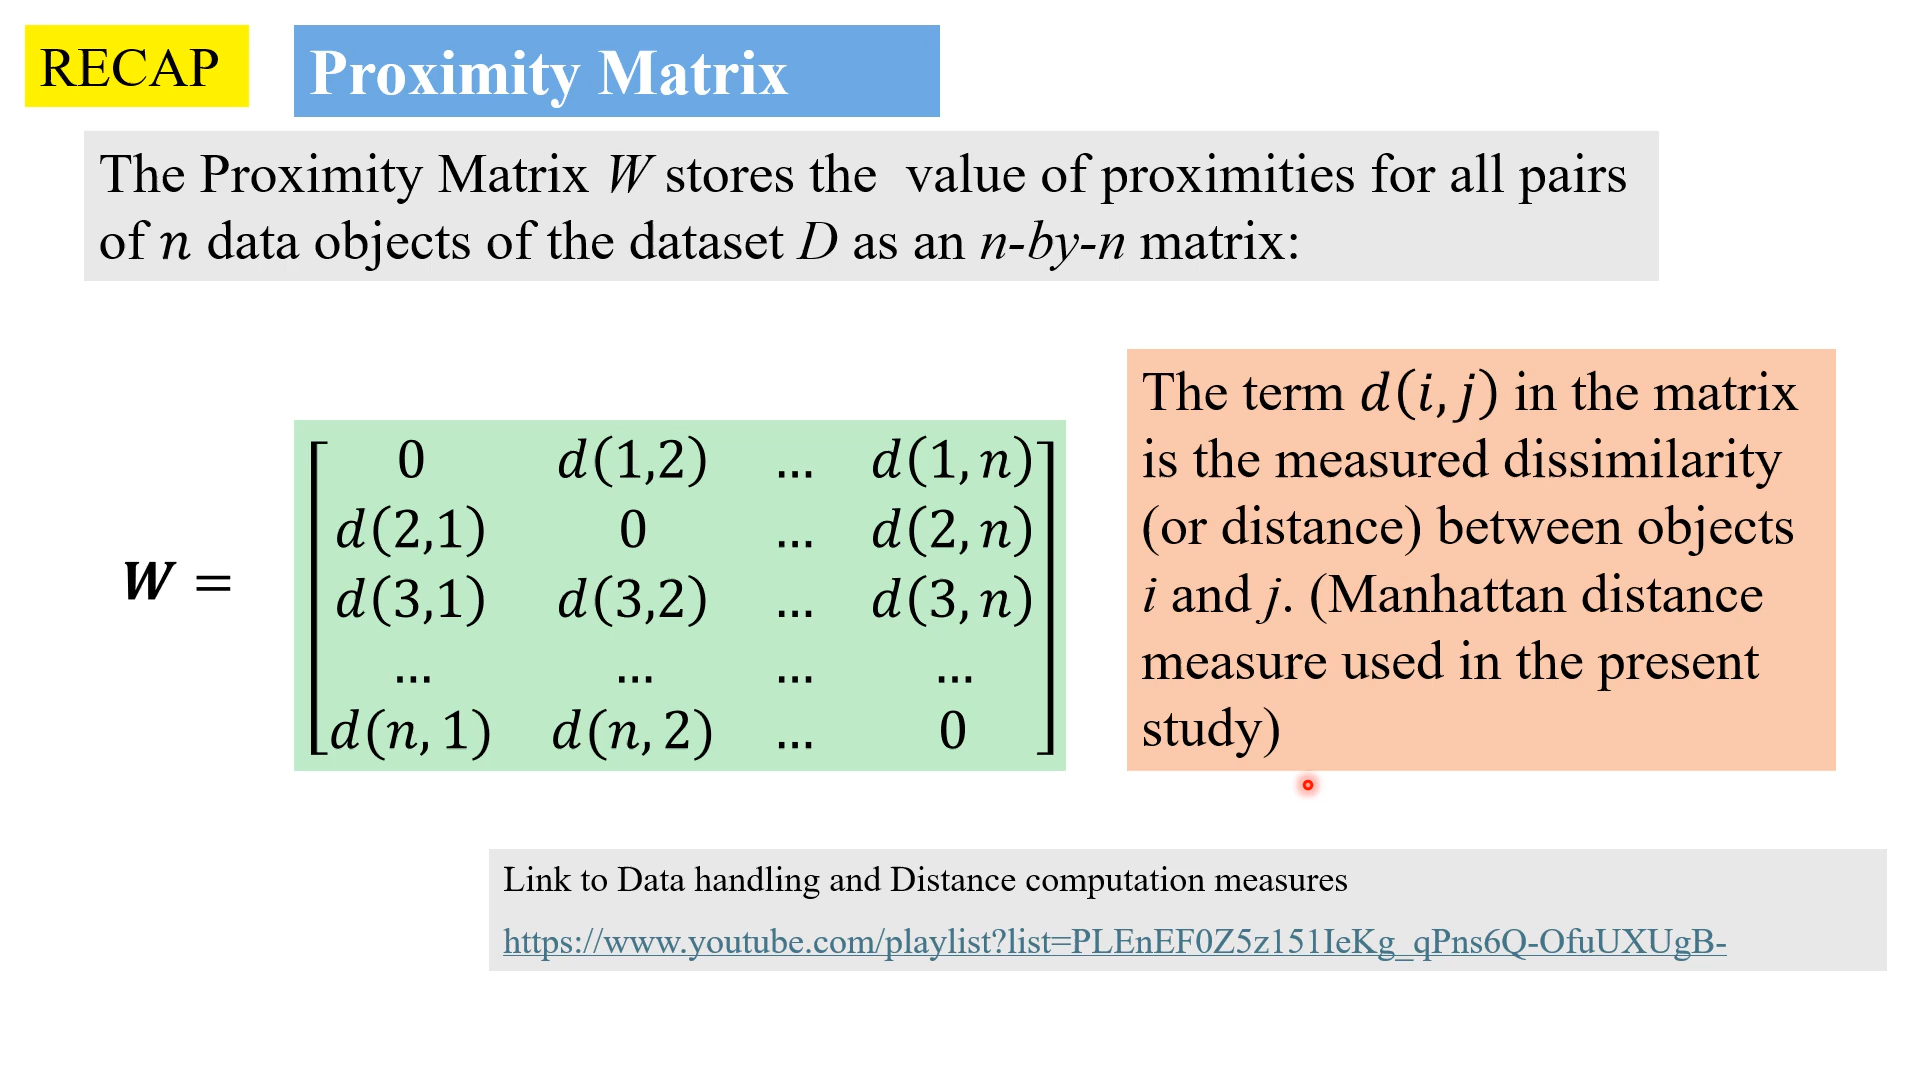 RECAP
Proximity Matrix
The Proximity Matrix W stores the value of proximities for all pairs
of n data objects of the dataset D as an n-by-n matrix:
W =
0 d(1,2) ... d(1,n)
d(2,1) 0 ... d(2,n)
d(3,1) d(3,2) ... d(3,n)
... ... ... ...
d(n,1) d(n,2) ... 0
The term d(i,j) in the matrix
is the measured dissimilarity
(or distance) between objects
i and j. (Manhattan distance
measure used in the present
study)
Link to Data handling and Distance computation measures
https://www.youtube.com/playlist?list=PLEnEF0Z5z151IeKg_qPns6Q-OfuUXUgB-